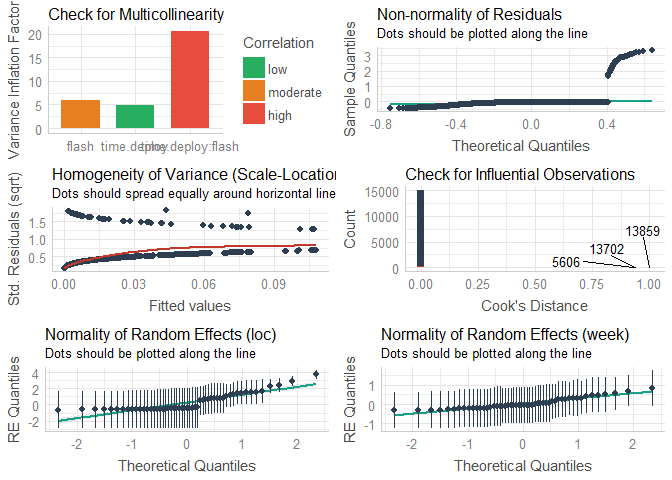 Check for Multicollinearity
Variance Inflation Factor
20
15
10
5
0
flash
time.deploy
time.deploy:flash
Correlation
low
moderate
high
Non-normality of Residuals
Dots should be plotted along the line
Sample Quantiles
3
2
1
0
-0.8
-0.4
0.0
0.4
Theoretical Quantiles
Homogeneity of Variance (Scale-Location
Dots should spread equally around horizontal line
Std. Residuals (sqrt)
1.5
1.0
0.5
0.00
0.03
0.06
0.09
Fitted values
Check for Influential Observations
Count
15000
10000
5000
0
13859
13702
5606
0.00
0.25
0.50
0.75
1.00
Cook's Distance
Normality of Random Effects (loc)
Dots should be plotted along the line
RE Quantiles
4
2
0
-2
-2
-1
0
1
2
Theoretical Quantiles
Normality of Random Effects (week)
Dots should be plotted along the line
RE Quantiles
1
0
-1
-2
-1
0
1
2
Theoretical Quantiles